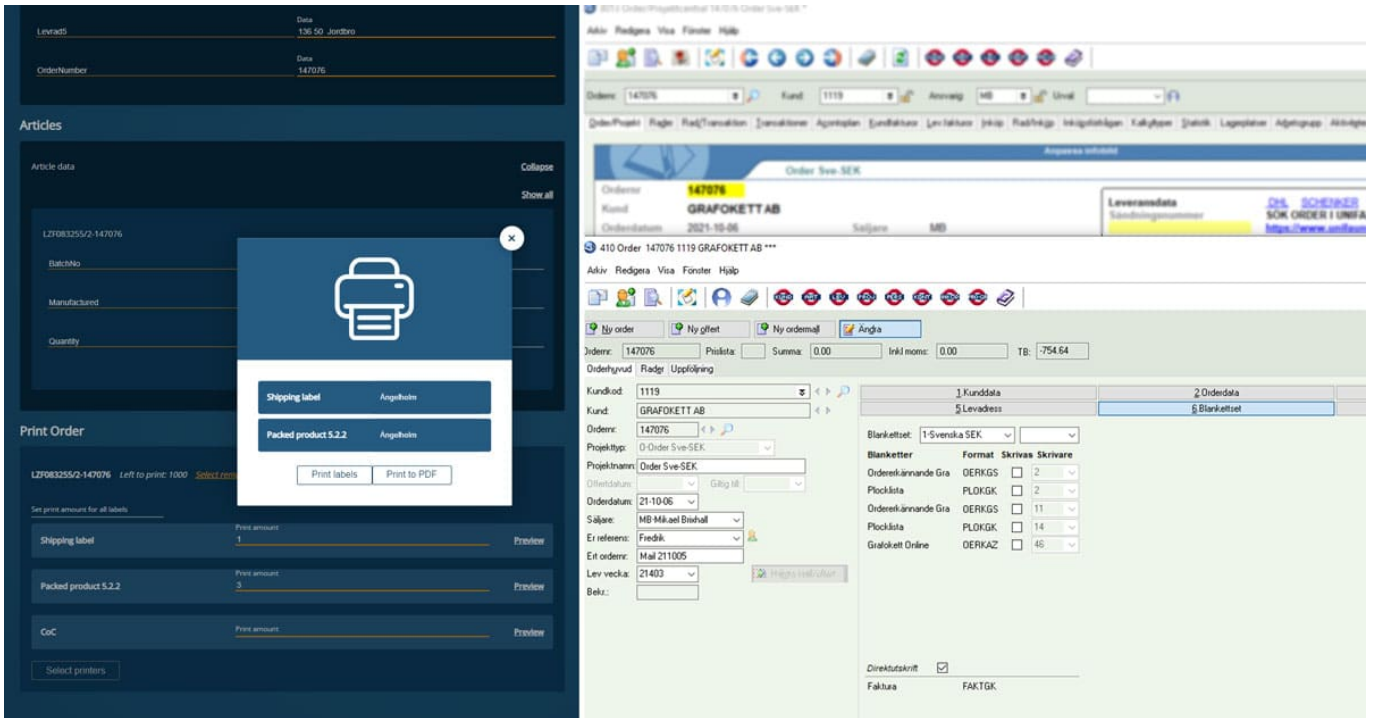 Data
Levrad5 136 50 Jordbro
Data
OrderNumber 147076
Articles
Article data Collapse
Show all
LZF083255/2-147076
BatchNo
Manufactured
Quantity
Shipping label Ängelholm
Packed product 5.2.2 Ängelholm
Print labels Print to PDF
Print Order
LZF083255/2-147076 Left to print: 1000 Select
Set print amount for all labels
Print amount
Shipping label 1 Preview
Print amount
Packed product 5.2.2 3 Preview
Print amount
CoC Preview
Select printers
Arkiv Redigera Visa Fönster Hjälp
Ordernr: 147076 Kund: 1119 Ansvarig MB Urval
Order Sve-SEK
Ordernr 147076
Kund GRAFOKETT AB
Orderdatum 2021-10-06 Säljare MB
Leveransdata DHL SCHENKER
Sändningsnummer SÖK ORDER I UNIFA
https://www.unifaun
410 Order 147076 1119 GRAFOKETT AB ***
Arkiv Redigera Visa Fönster Hjälp
Ny order Ny offert Ny ordermall Ändra
Ordernr: 147076 Prislista: Summa: 0.00 Inkl moms: 0.00 TB: -754.64
Orderhuvud Rader Uppföljning
Kundkod: 1119
Kund: GRAFOKETT AB
Ordernr: 147076
Projekttyp: O-Order Sve-SEK
Projektnamn: Order Sve-SEK
Offertdatum: Giltig till:
Orderdatum: 21-10-06
Säljare: MB-Mikael Brixhall
Er referens: Fredrik
Ert ordernr: Mail 211005
Lev vecka: 21403
Bekr.:
1.Kunddata 2.Orderdata
5.Levadress 6.Blankettset
Blankettset: 1-Svenska SEK
Blanketter Format Skrivas Skrivare
Ordererkännande Gra OERKGS 2
Plocklista PLOKGK 2
Ordererkännande Gra OERKGS 11
Plocklista PLOKGK 14
Grafokett Online OERKAZ 46
Direktutskrift
Faktura FAKTGK